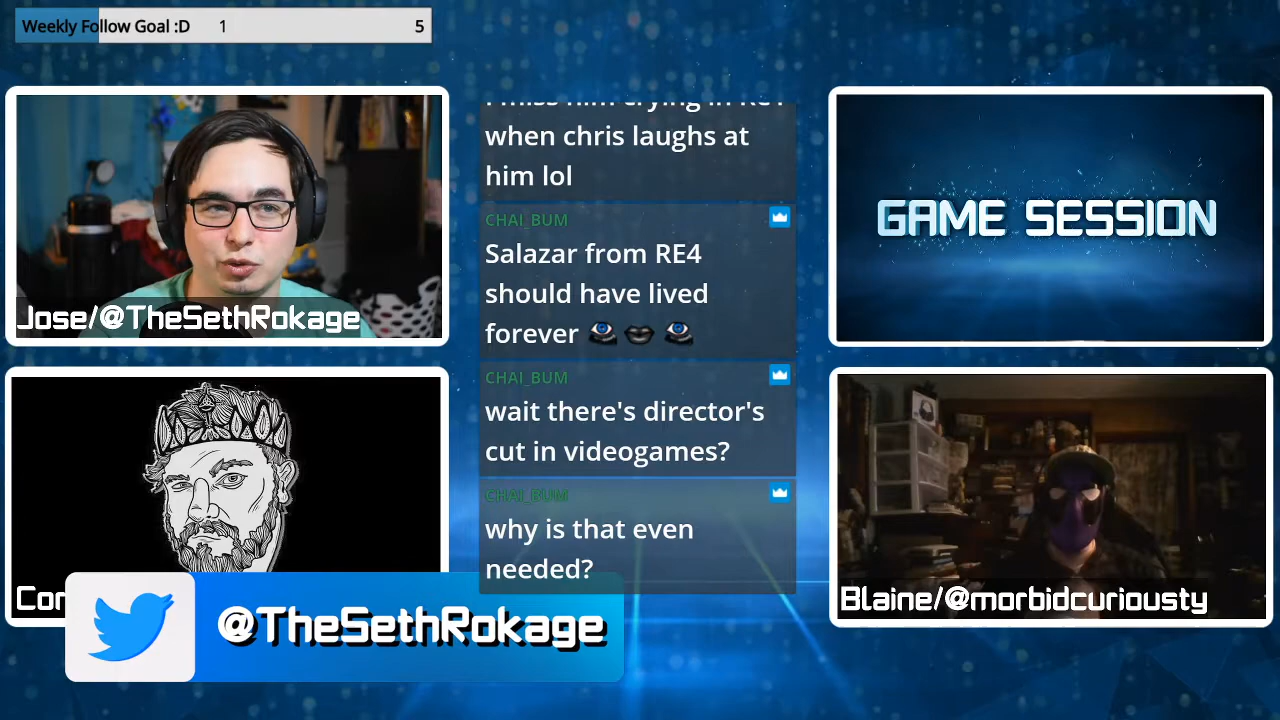 Weekly Follow Goal :D 1 5
when chris laughs at
him lol
CHAI_BUM
Salazar from RE4
should have lived
forever
CHAI_BUM
wait there's director's
cut in videogames?
CHAI_BUM
why is that even
needed?
Jose/@TheSethRokage
GAME SESSION
Blaine/@morbidcuriousty
@TheSethRokage